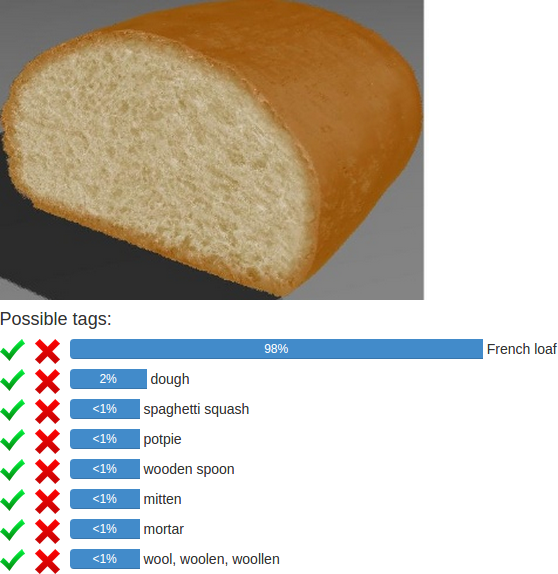 Possible tags:
98% French loaf
2% dough
<1% spaghetti squash
<1% potpie
<1% wooden spoon
<1% mitten
<1% mortar
<1% wool, woolen, woollen